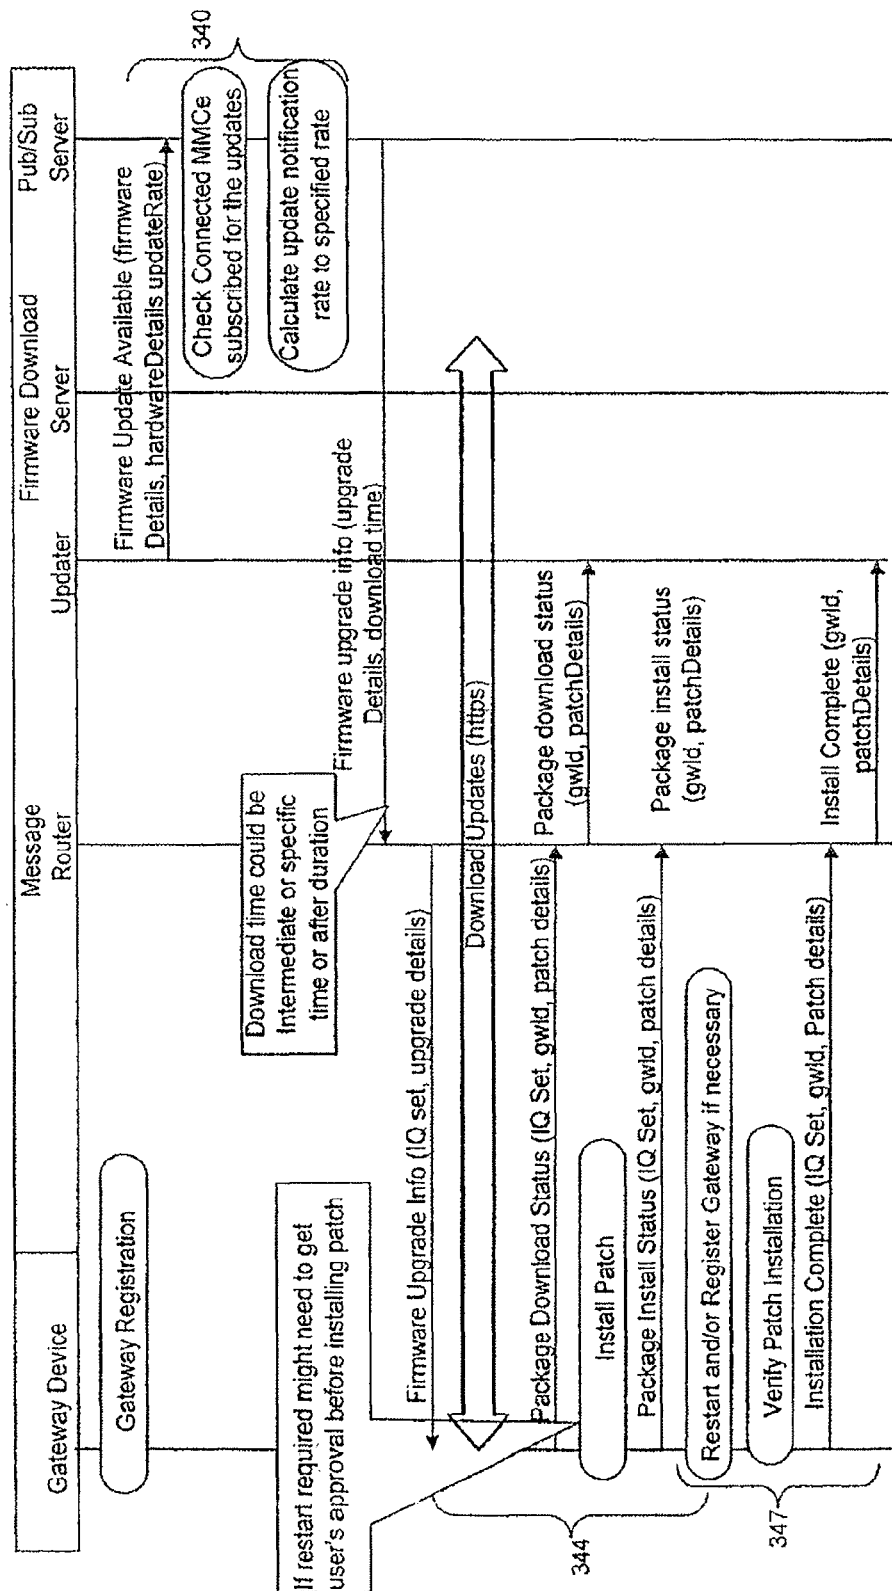 Gateway Device
Message
Router
Updater
Firmware Download
Server
Pub/Sub
Server
Gateway Registration
Firmware Update Available (firmware
Details, hardwareDetails updateRate)
340
Check Connected MMCe
subscribed for the updates
Calculate update notification
rate to specified rate
Download time could be
Intermediate or specific
time or after duration
Firmware upgrade info (upgrade
Details, download time)
If restart required might need to get
user's approval before installing patch
Firmware Upgrade Info (IQ set, upgrade details)
Download Updates (https)
Package Download Status (IQ Set, gwId, patch details)
Package download status
(gwId, patchDetails)
Install Patch
344
Package Install Status (IQ Set, gwId, patch details)
Package install status
(gwId, patchDetails)
Restart and/or Register Gateway if necessary
Verify Patch Installation
347
Installation Complete (IQ Set, gwId, Patch details)
Install Complete (gwId,
patchDetails)